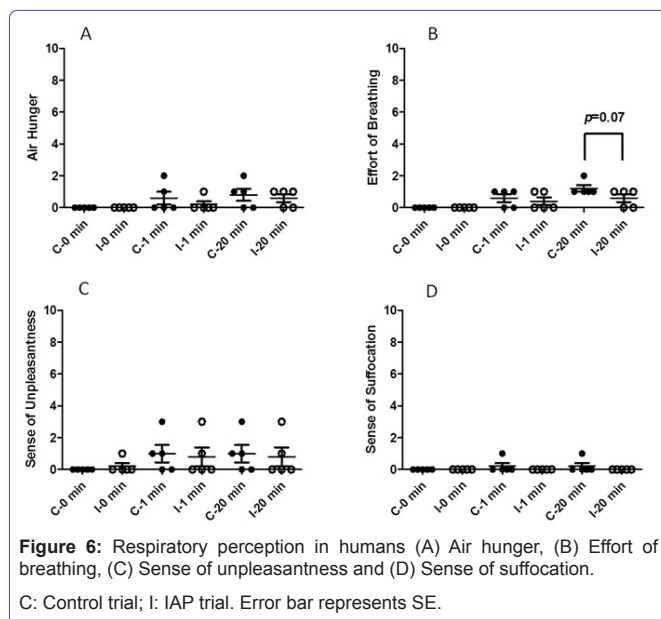 A
10
8
6
4
2
0
Air Hunger
C-0 min
I-0 min
C-1 min
I-1 min
C-20 min
I-20 min
B
10
8
6
4
2
0
Effort of Breathing
p=0.07
C-0 min
I-0 min
C-1 min
I-1 min
C-20 min
I-20 min
C
10
8
6
4
2
0
Sense of Unpleasantness
C-0 min
I-0 min
C-1 min
I-1 min
C-20 min
I-20 min
D
10
8
6
4
2
0
Sense of Suffocation
C-0 min
I-0 min
C-1 min
I-1 min
C-20 min
I-20 min
Figure 6: Respiratory perception in humans (A) Air hunger, (B) Effort of
breathing, (C) Sense of unpleasantness and (D) Sense of suffocation.
C: Control trial; I: IAP trial. Error bar represents SE.